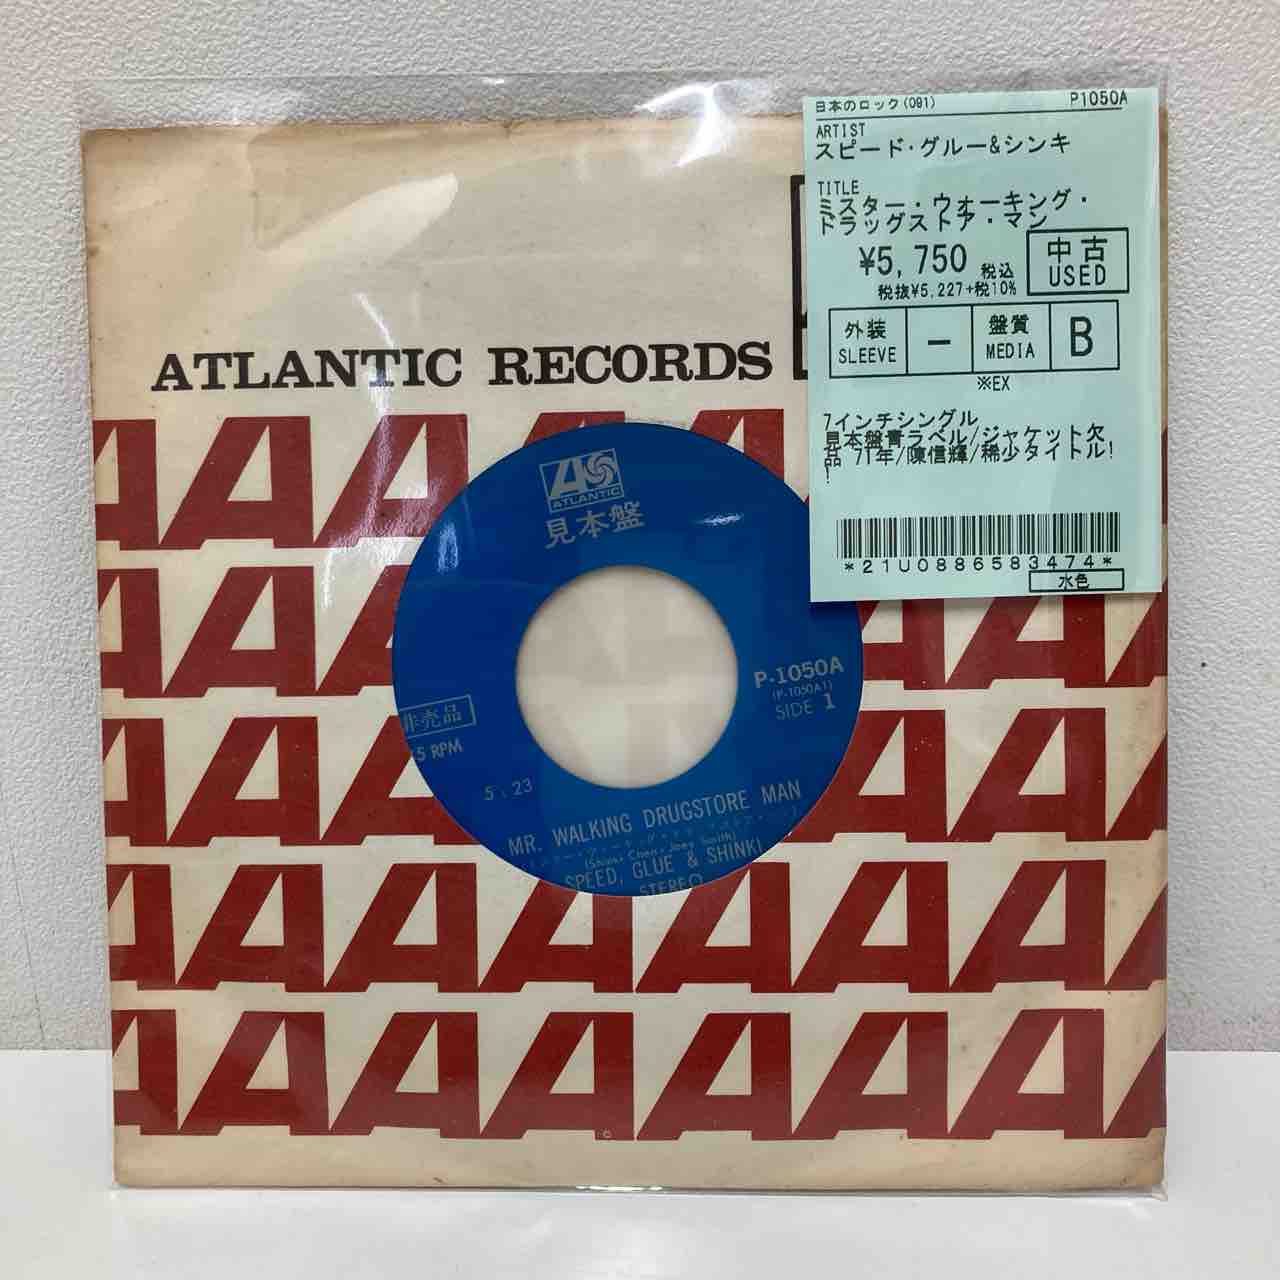 日本のロック(091) P1050A
ARTIST
スピード・グルー&シンキ
TITLE
ミスター・ウォーキング・
ドラッグストア・マン
¥5,750 税込
税抜¥5,227+税10%
中古
USED
外装
SLEEVE
-
盤質
MEDIA
B
※EX
7インチシングル
見本盤青ラベル/ジャケット欠
品 71年/陳信輝/稀少タイトル!
!
*21U0886583474*
水色
ATLANTIC RECORDS
ATLANTIC
見本盤
P-1050A
(P-1050A1)
SIDE 1
非売品
5 RPM
5:23
MR. WALKING DRUGSTORE MAN
(Shinki Chen・Joey Smith)
SPEED, GLUE & SHINKI
STEREO